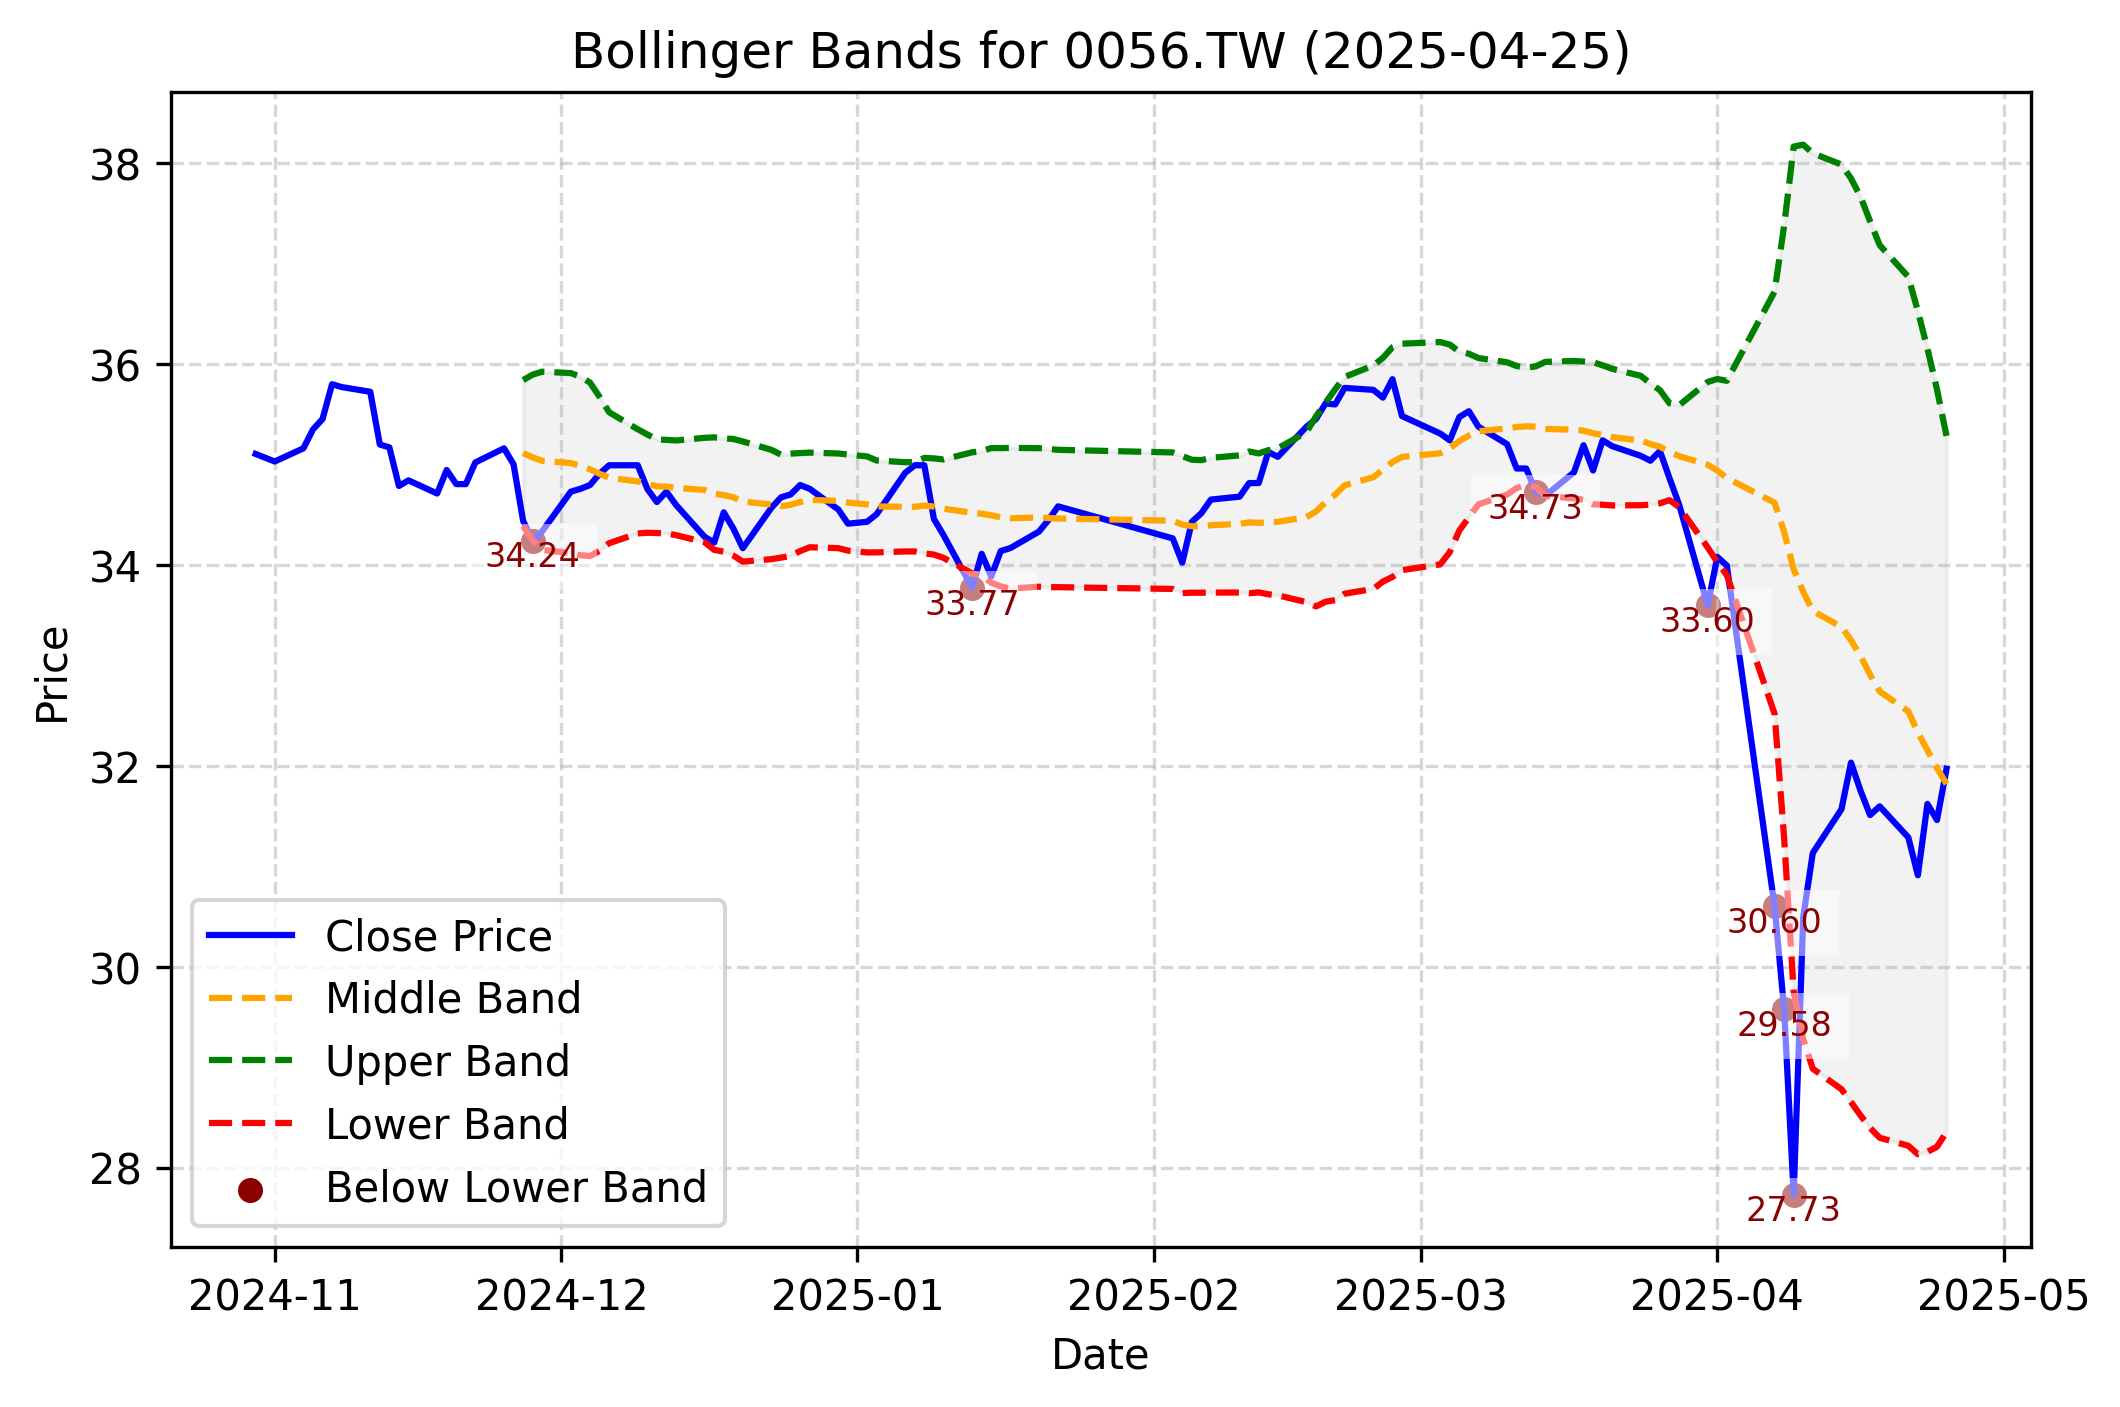 Bollinger Bands for 0056.TW (2025-04-25)
Price
38
36
34
32
30
28
34.24
33.77
34.73
33.60
30.60
29.58
27.73
Close Price
Middle Band
Upper Band
Lower Band
Below Lower Band
2024-11 2024-12 2025-01 2025-02 2025-03 2025-04 2025-05
Date